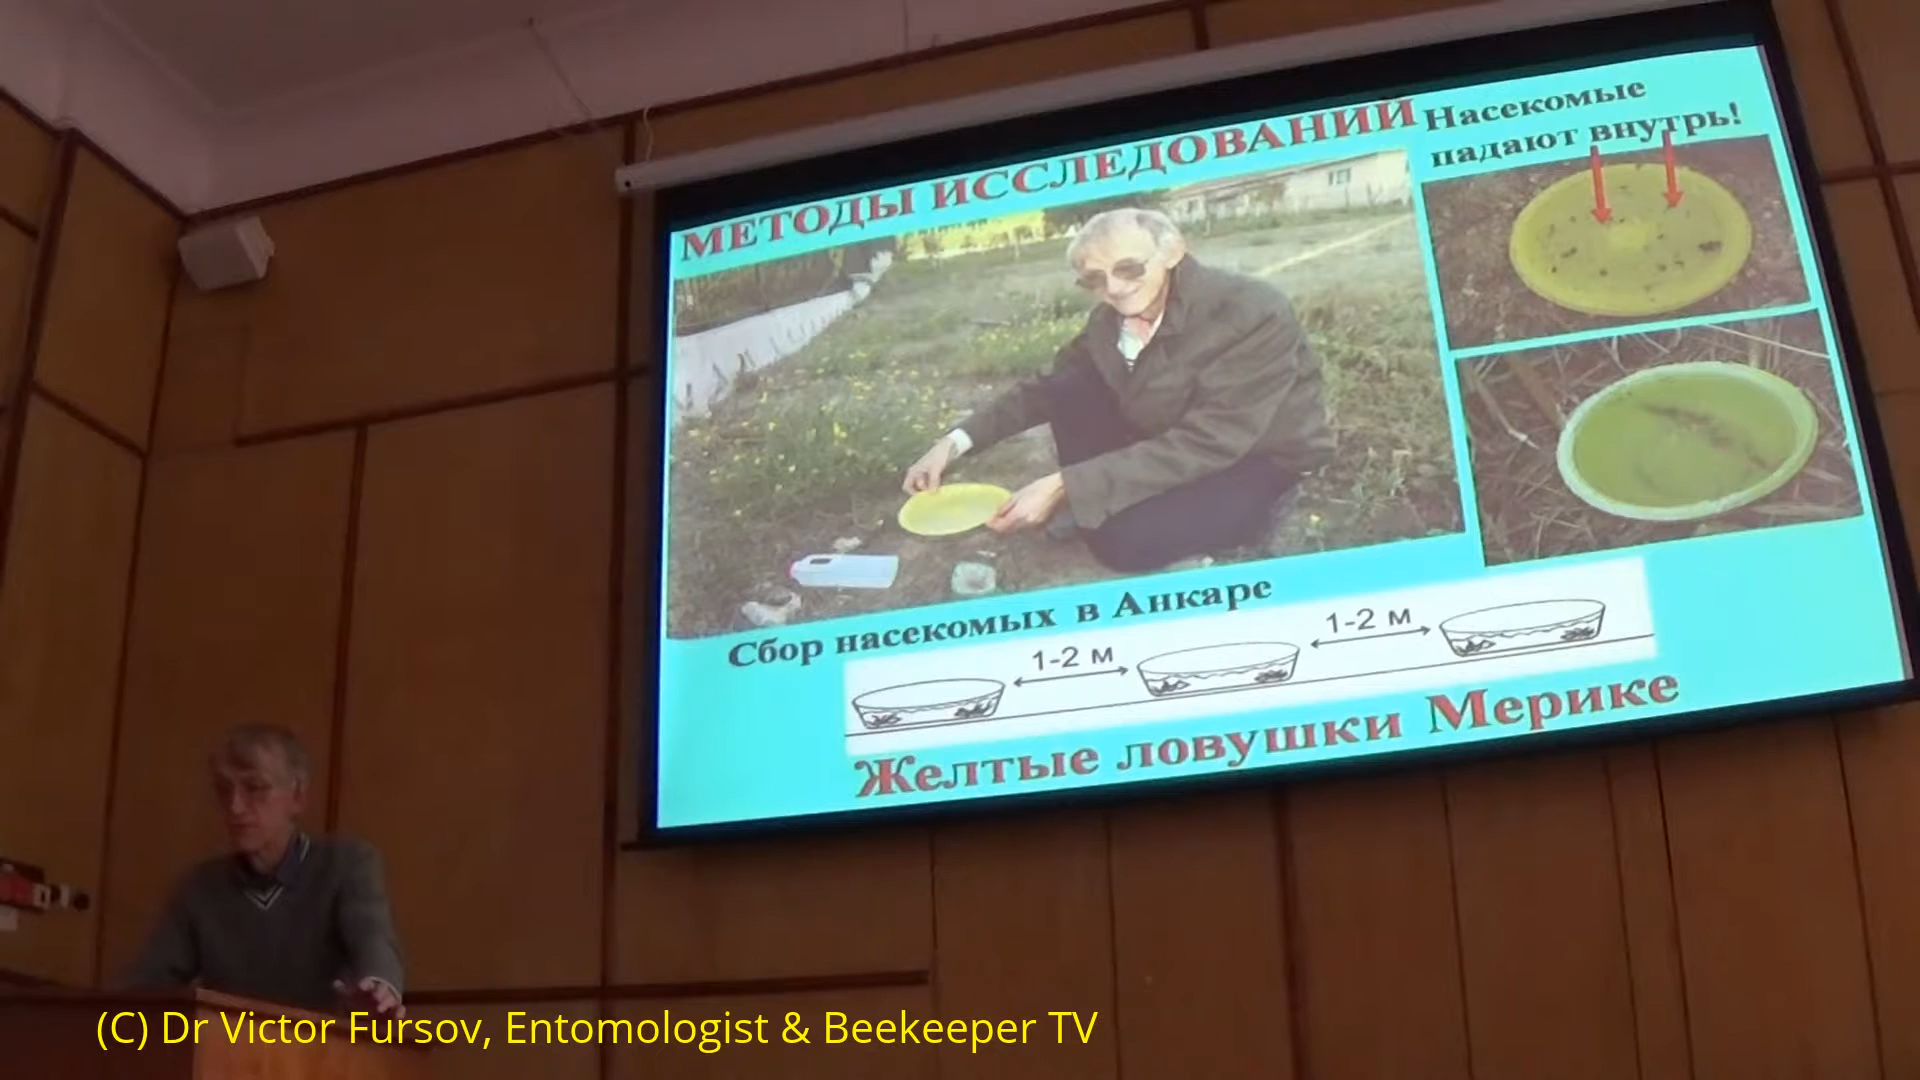 МЕТОДЫ ИССЛЕДОВАНИЙ
Насекомые
падают внутрь!
Сбор насекомых в Анкаре
1-2 м
1-2 м
Желтые ловушки Мерике
(C) Dr Victor Fursov, Entomologist & Beekeeper TV